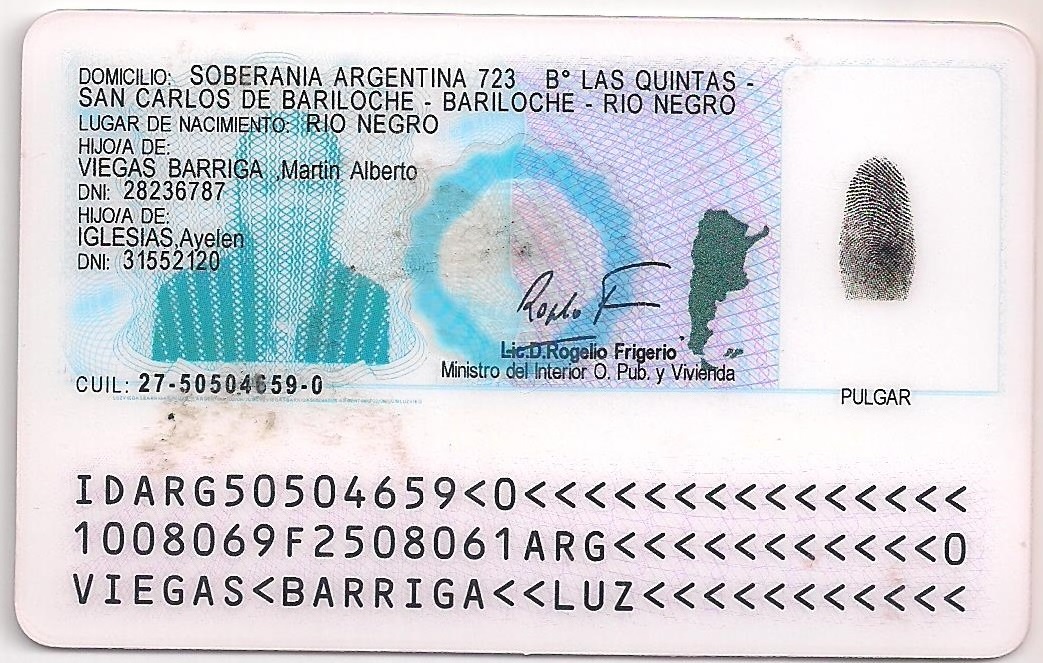 DOMICILIO: SOBERANIA ARGENTINA 723 B° LAS QUINTAS -
SAN CARLOS DE BARILOCHE - BARILOCHE - RIO NEGRO
LUGAR DE NACIMIENTO: RIO NEGRO
HIJO/A DE:
VIEGAS BARRIGA ,Martin Alberto
DNI: 28236787
HIJO/A DE:
IGLESIAS,Ayelen
DNI: 31552120
Lic.D.Rogelio Frigerio
Ministro del Interior O. Pub. y Vivienda
CUIL: 27-50504659-0
PULGAR
IDARG50504659<0<<<<<<<<<<<<<<<
1008069F2508061ARG<<<<<<<<<<<0
VIEGAS<BARRIGA<<LUZ<<<<<<<<<<<